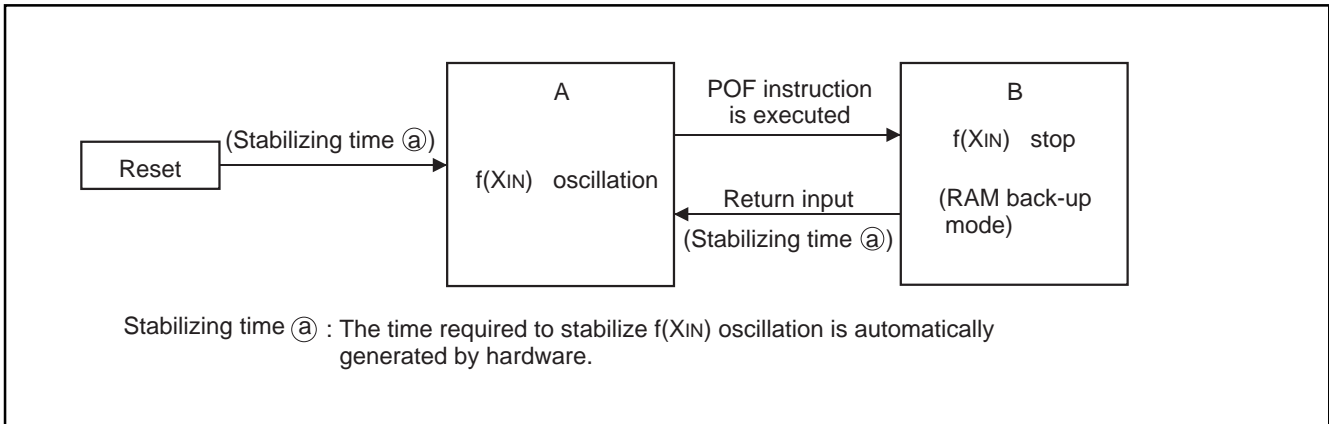 Reset
(Stabilizing time ⓐ)
A
f(XIN) oscillation
POF instruction
is executed
Return input
(Stabilizing time ⓐ)
B
f(XIN) stop
(RAM back-up
mode)
Stabilizing time ⓐ : The time required to stabilize f(XIN) oscillation is automatically
generated by hardware.